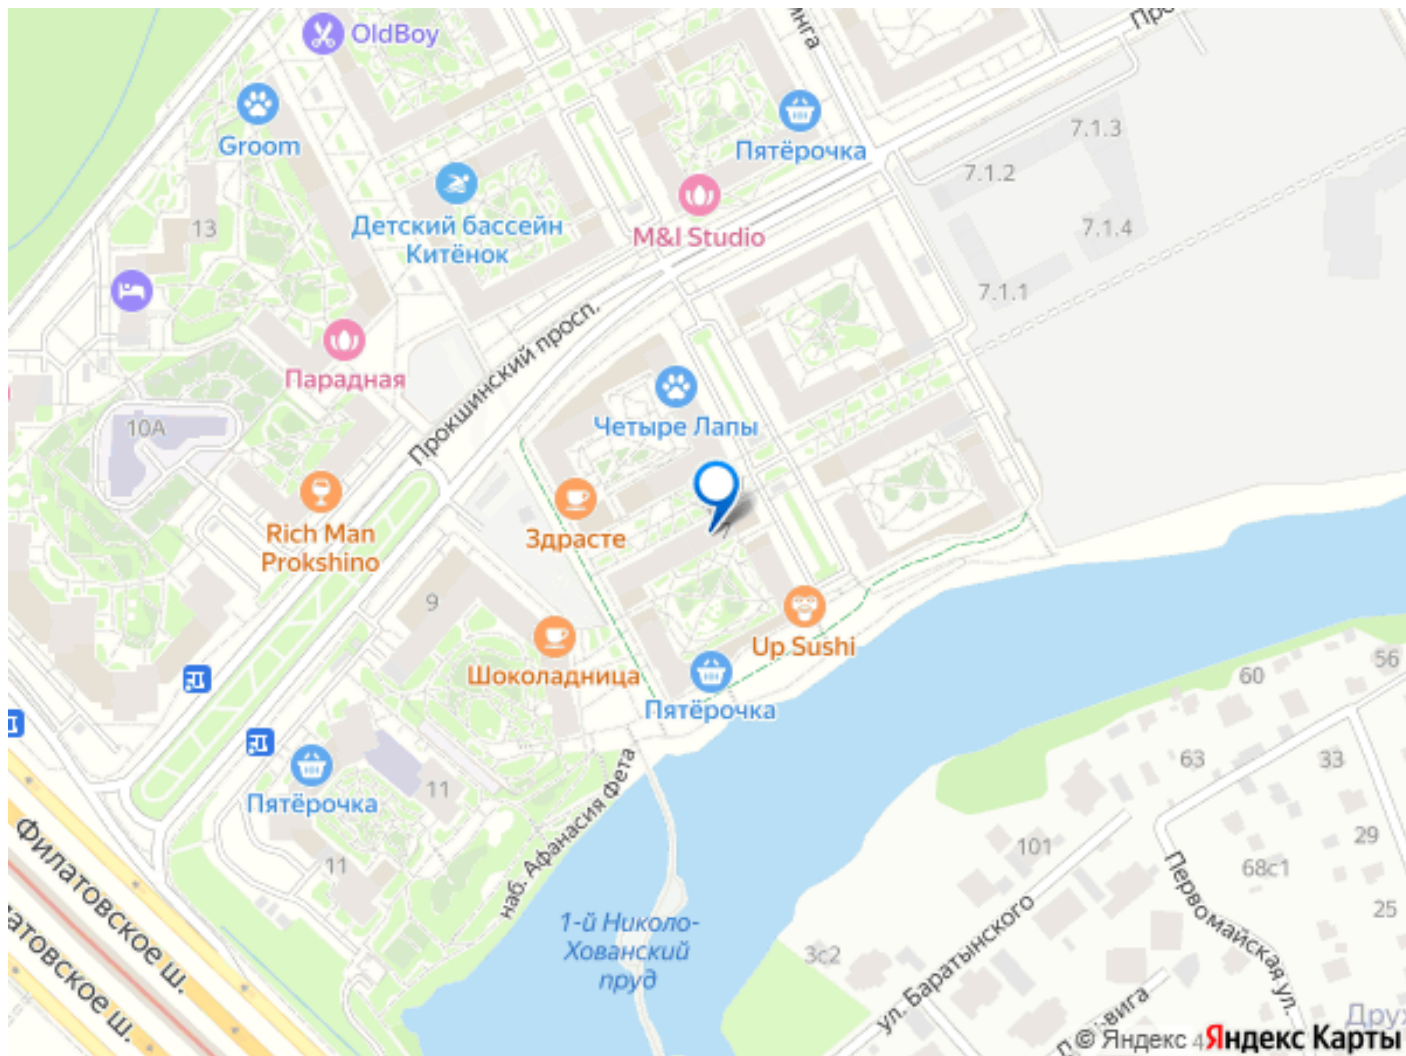 OldBoy
Groom
Пятёрочка
7.1.3
7.1.2
7.1.4
7.1.1
Детский бассейн
Китёнок
M&I Studio
13
Прокшинский просп.
Парадная
10А
Четыре Лапы
Rich Man
Prokshino
Здрасте
7
9
Шоколадница
Up Sushi
Пятёрочка
Пятёрочка
11
11
наб. Афанасия Фета
Филатовское ш.
1-й Николо-
Хованский
пруд
56
60
63
33
29
101
68с1
25
3с2
ул. Баратынского
Первомайская ул.
© Яндекс
Яндекс Карты